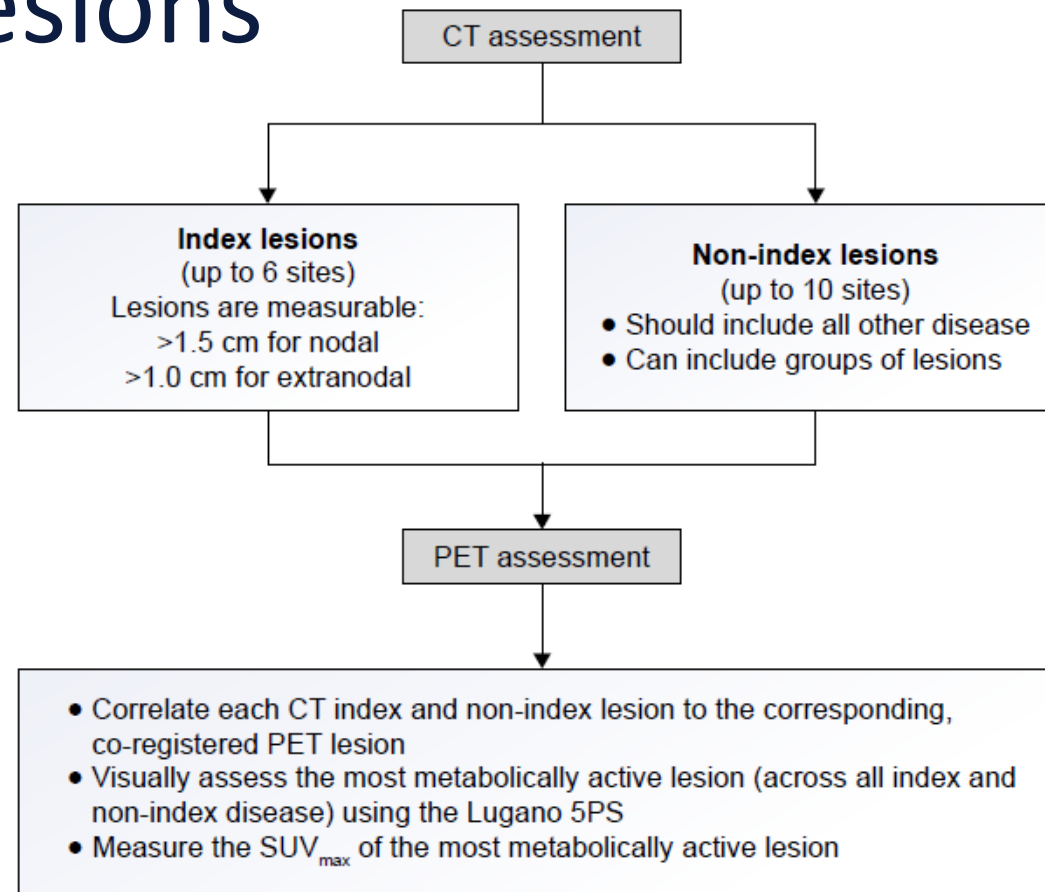 esions
CT assessment
Index lesions
(up to 6 sites)
Lesions are measurable:
>1.5 cm for nodal
>1.0 cm for extranodal
Non-index lesions
(up to 10 sites)
• Should include all other disease
• Can include groups of lesions
PET assessment
• Correlate each CT index and non-index lesion to the corresponding,
co-registered PET lesion
• Visually assess the most metabolically active lesion (across all index and
non-index disease) using the Lugano 5PS
• Measure the SUVmax of the most metabolically active lesion